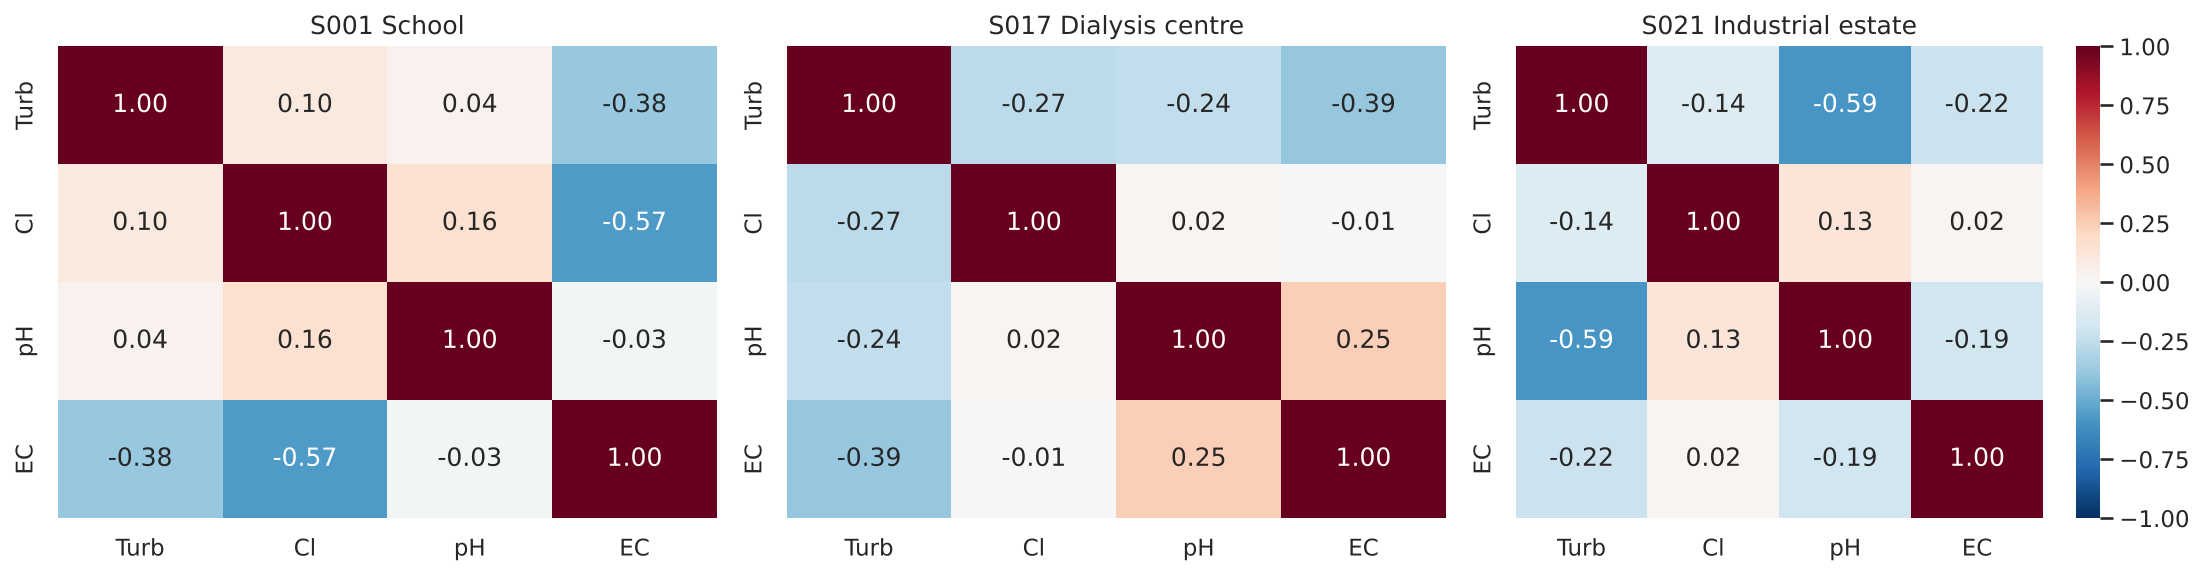 S001 School
S017 Dialysis centre
S021 Industrial estate
Turb 1.00 0.10 0.04 -0.38
Cl 0.10 1.00 0.16 -0.57
pH 0.04 0.16 1.00 -0.03
EC -0.38 -0.57 -0.03 1.00
Turb Cl pH EC
Turb 1.00 -0.27 -0.24 -0.39
Cl -0.27 1.00 0.02 -0.01
pH -0.24 0.02 1.00 0.25
EC -0.39 -0.01 0.25 1.00
Turb Cl pH EC
Turb 1.00 -0.14 -0.59 -0.22
Cl -0.14 1.00 0.13 0.02
pH -0.59 0.13 1.00 -0.19
EC -0.22 0.02 -0.19 1.00
Turb Cl pH EC
1.00
0.75
0.50
0.25
0.00
−0.25
−0.50
−0.75
−1.00